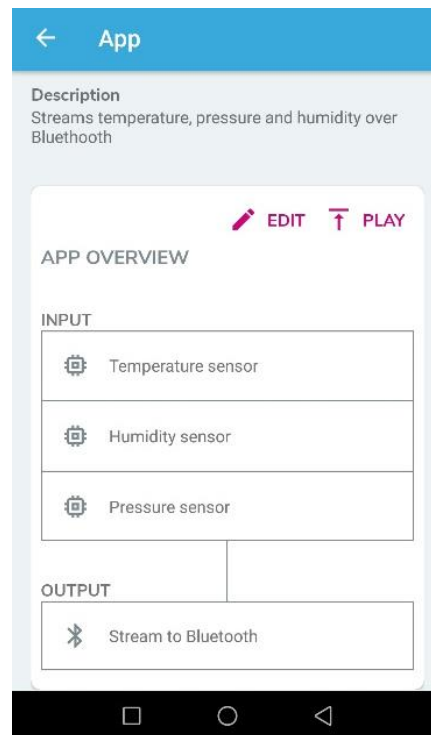 App
Description
Streams temperature, pressure and humidity over
Bluethooth
EDIT PLAY
APP OVERVIEW
INPUT
Temperature sensor
Humidity sensor
Pressure sensor
OUTPUT
Stream to Bluetooth